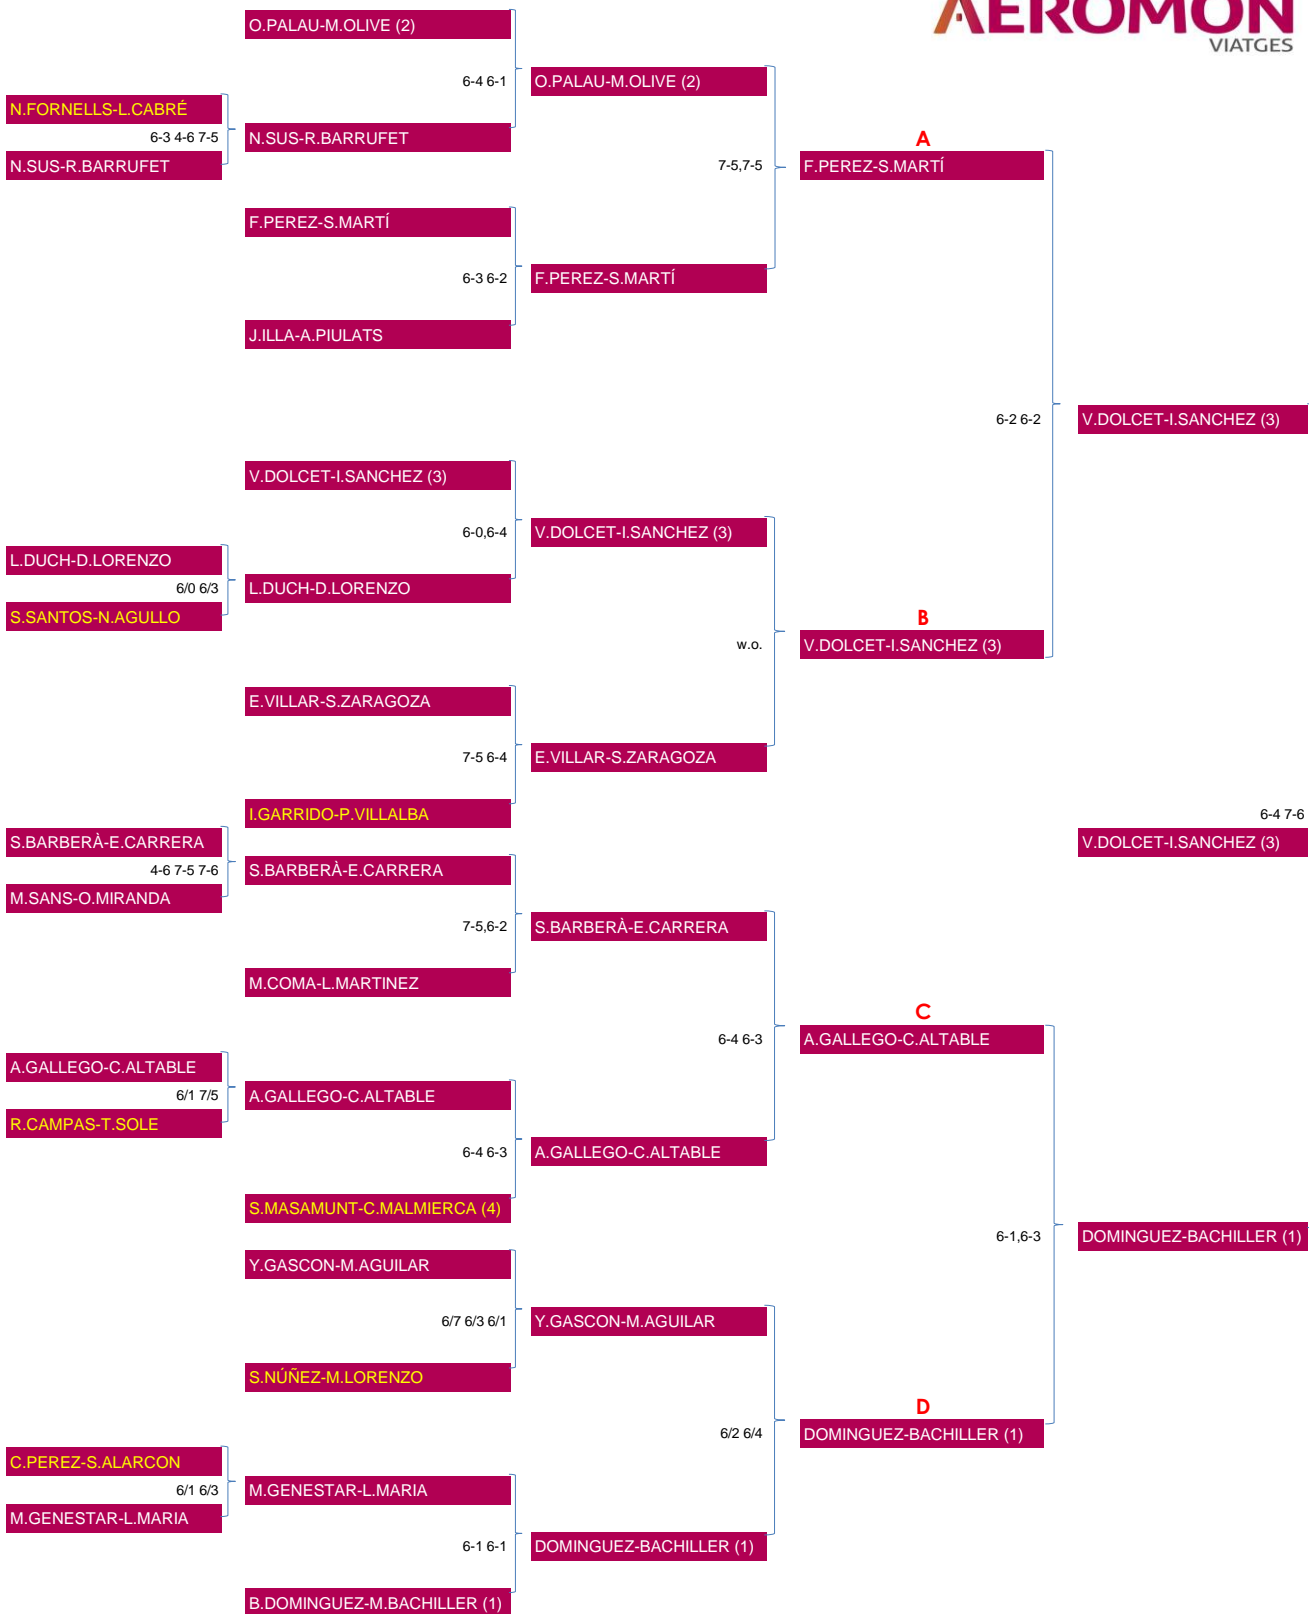 AEROMON
VIATGES
O.PALAU-M.OLIVE (2)
6-4 6-1
O.PALAU-M.OLIVE (2)
N.FORNELLS-L.CABRÉ
6-3 4-6 7-5
N.SUS-R.BARRUFET
N.SUS-R.BARRUFET
A
7-5,7-5
F.PEREZ-S.MARTÍ
F.PEREZ-S.MARTÍ
6-3 6-2
F.PEREZ-S.MARTÍ
J.ILLA-A.PIULATS
6-2 6-2
V.DOLCET-I.SANCHEZ (3)
V.DOLCET-I.SANCHEZ (3)
6-0,6-4
V.DOLCET-I.SANCHEZ (3)
L.DUCH-D.LORENZO
6/0 6/3
L.DUCH-D.LORENZO
S.SANTOS-N.AGULLO
B
w.o.
V.DOLCET-I.SANCHEZ (3)
E.VILLAR-S.ZARAGOZA
7-5 6-4
E.VILLAR-S.ZARAGOZA
I.GARRIDO-P.VILLALBA
6-4 7-6
V.DOLCET-I.SANCHEZ (3)
S.BARBERÀ-E.CARRERA
4-6 7-5 7-6
S.BARBERÀ-E.CARRERA
M.SANS-O.MIRANDA
7-5,6-2
S.BARBERÀ-E.CARRERA
M.COMA-L.MARTINEZ
C
6-4 6-3
A.GALLEGO-C.ALTABLE
A.GALLEGO-C.ALTABLE
6/1 7/5
A.GALLEGO-C.ALTABLE
R.CAMPAS-T.SOLE
6-4 6-3
A.GALLEGO-C.ALTABLE
S.MASAMUNT-C.MALMIERCA (4)
6-1,6-3
DOMINGUEZ-BACHILLER (1)
Y.GASCON-M.AGUILAR
6/7 6/3 6/1
Y.GASCON-M.AGUILAR
S.NÚÑEZ-M.LORENZO
D
6/2 6/4
DOMINGUEZ-BACHILLER (1)
C.PEREZ-S.ALARCON
6/1 6/3
M.GENESTAR-L.MARIA
M.GENESTAR-L.MARIA
6-1 6-1
DOMINGUEZ-BACHILLER (1)
B.DOMINGUEZ-M.BACHILLER (1)